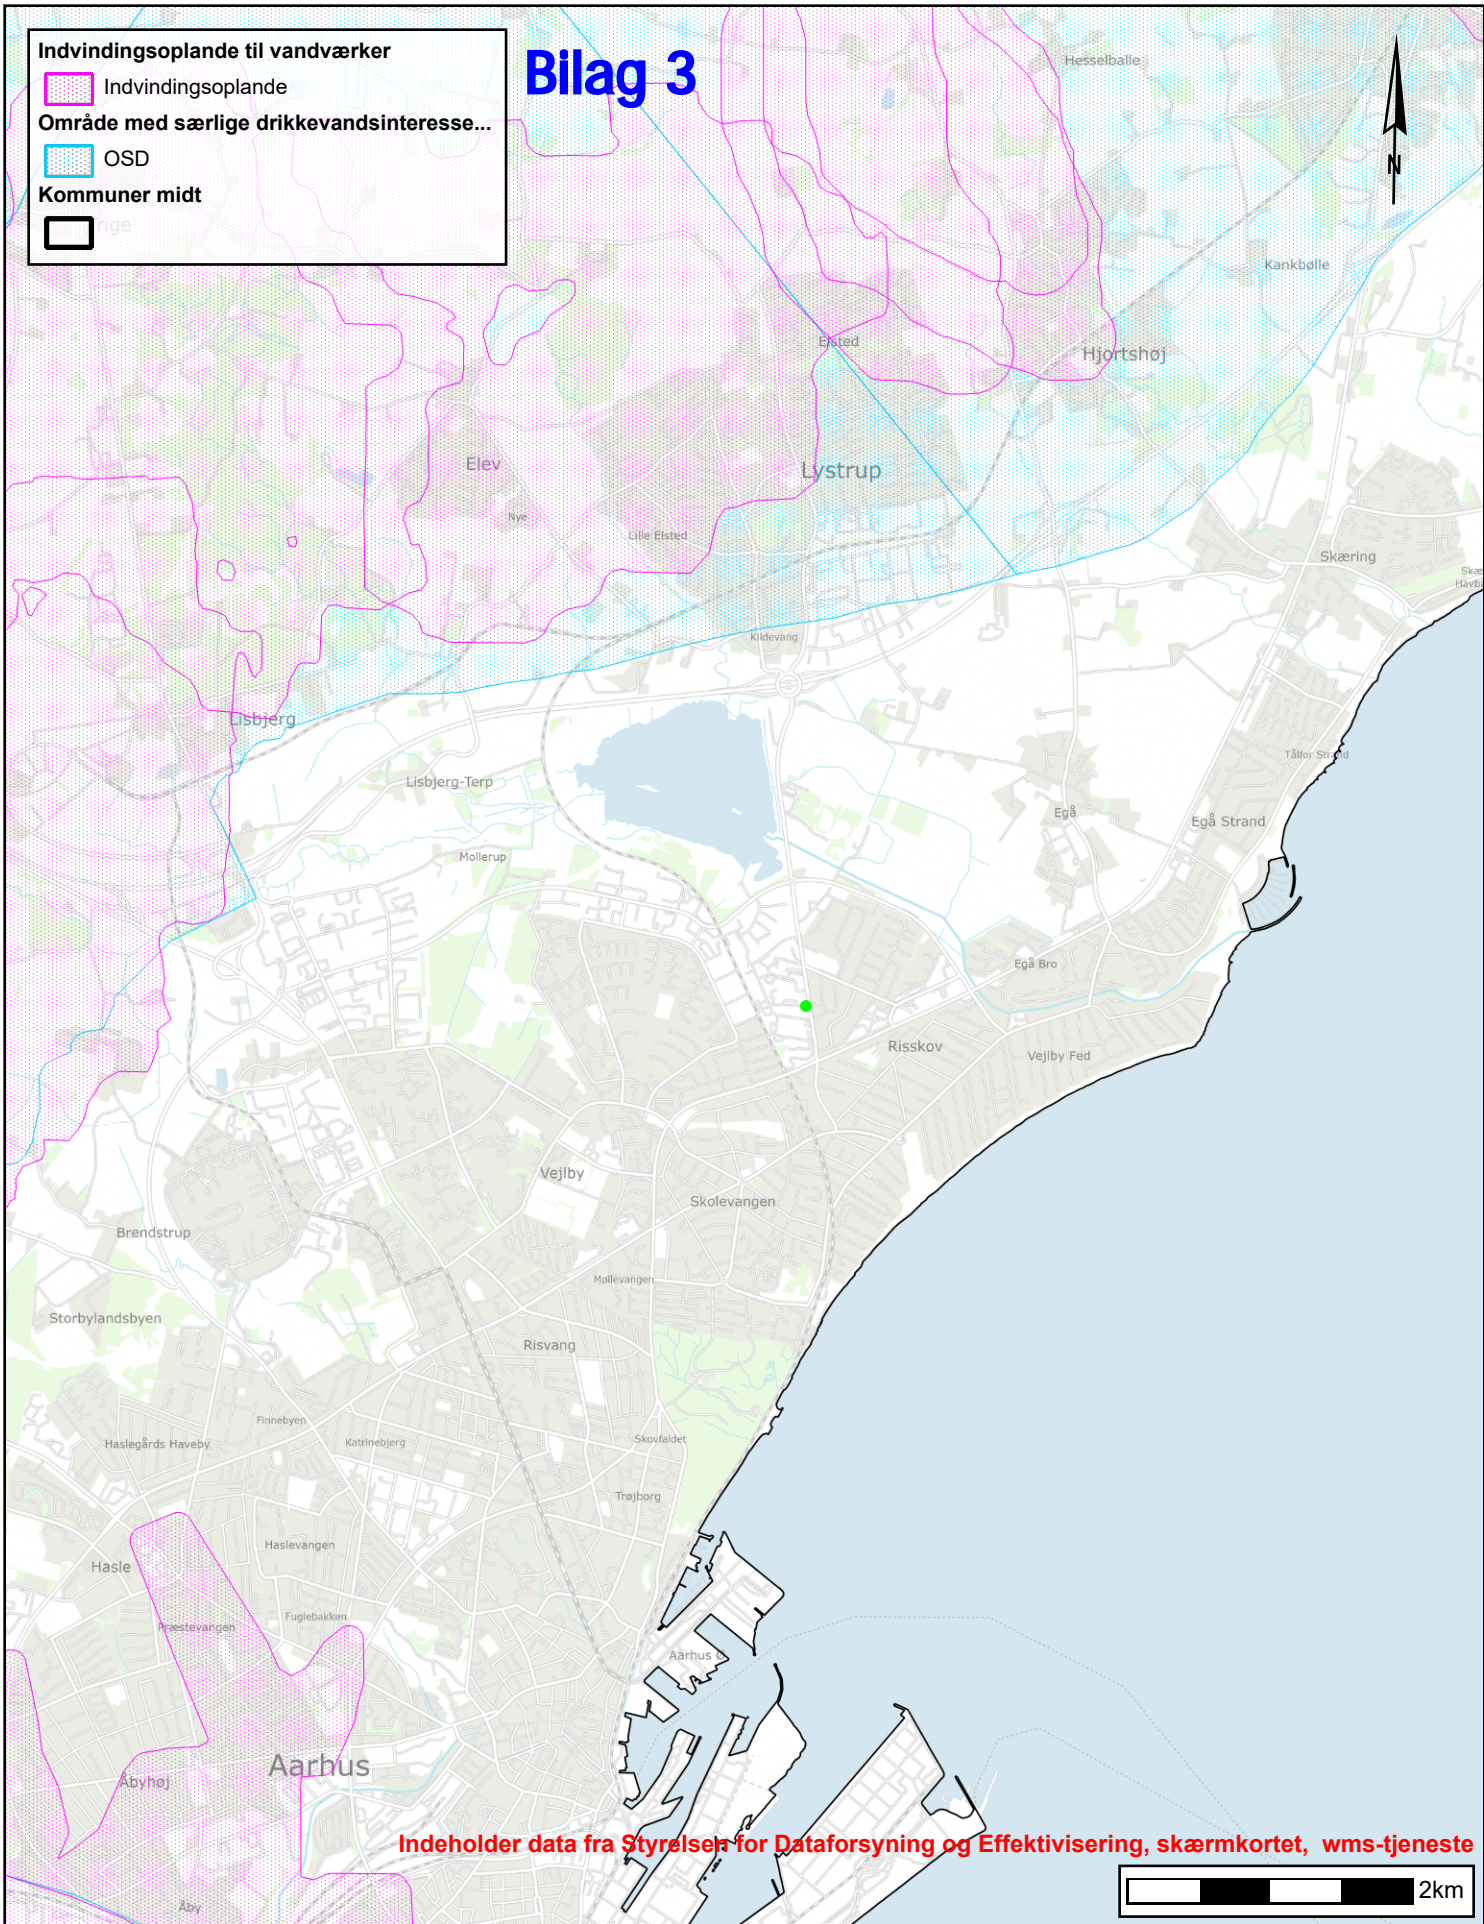 Indvindingsoplande til vandværker
Indvindingsoplande
Område med særlige drikkevandsinteresse...
OSD
Kommuner midt
Bilag 3
N
Hesselballe
Kankbølle
Elsted
Hjortshøj
Elev
Lystrup
Nye
Lille Elsted
Skæring
Kildevang
Lisbjerg
Tålfor Strand
Lisbjerg-Terp
Egå
Egå Strand
Mollerup
Egå Bro
Risskov
Vejlby Fed
Vejlby
Skolevangen
Brendstrup
Møllevangen
Storbylandsbyen
Risvang
Finnebyen
Haslegårds Haveby
Katrinebjerg
Skovfaldet
Trøjborg
Haslevangen
Hasle
Fuglebakken
Præstevangen
Aarhus Ø
Aarhus
Åbyhøj
Indeholder data fra Styrelsen for Dataforsyning og Effektivisering, skærmkortet, wms-tjeneste
2km
Åby